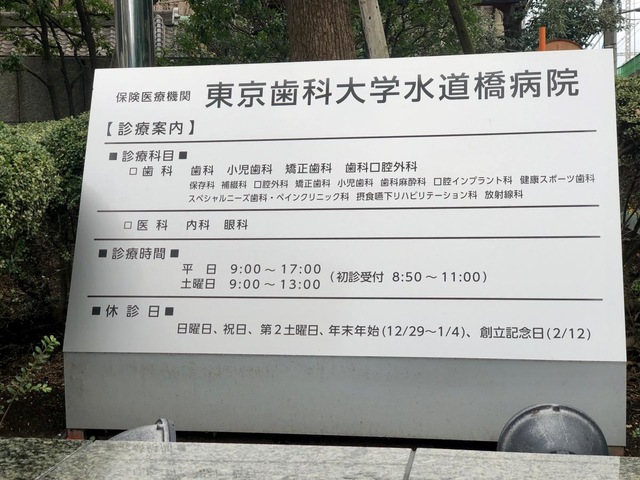 保険医療機関 東京歯科大学水道橋病院
【診療案内】
■診療科目■
□歯科 歯科 小児歯科 矯正歯科 歯科口腔外科
保存科 補綴科 口腔外科 矯正歯科 小児歯科 歯科麻酔科 口腔インプラント科 健康スポーツ歯科
スペシャルニーズ歯科・ペインクリニック科 摂食嚥下リハビリテーション科 放射線科
□医科 内科 眼科
■診療時間■
平日 9:00～17:00 (初診受付 8:50～11:00)
土曜日 9:00～13:00
■休診日■
日曜日、祝日、第2土曜日、年末年始(12/29～1/4)、創立記念日(2/12)